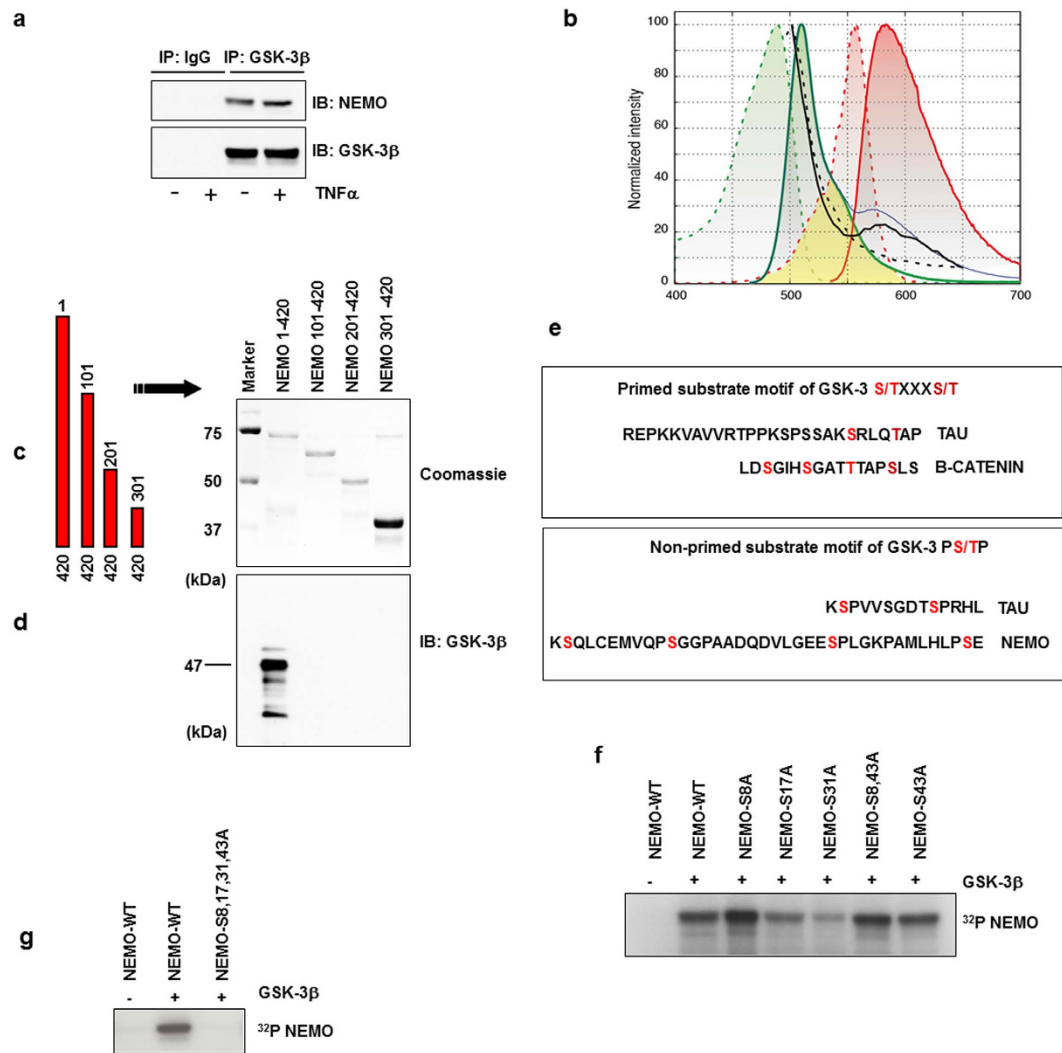 a
IP: IgG IP: GSK-3β
IB: NEMO
IB: GSK-3β
- + - + TNFα
b
Normalized intensity
100
80
60
40
20
0
400 500 600 700
c
1
101
201
301
420 420 420 420
Marker
NEMO 1-420
NEMO 101-420
NEMO 201-420
NEMO 301-420
75
50
37
(kDa)
Coomassie
d
47
(kDa)
IB: GSK-3β
e
Primed substrate motif of GSK-3 S/TXXXS/T
REPKKVAVVRTPPKSPSSAKSRLQTAP TAU
LDSGIHSGATTTAPSLS B-CATENIN
Non-primed substrate motif of GSK-3 PS/TP
KSPVVSGDTSPRHL TAU
KSQLCEMVQPSGGPAADQDVLGEESPLGKPAMLHLPSE NEMO
f
NEMO-WT
NEMO-WT
NEMO-S8A
NEMO-S17A
NEMO-S31A
NEMO-S8,43A
NEMO-S43A
- + + + + + + GSK-3β
³²P NEMO
g
NEMO-WT
NEMO-WT
NEMO-S8,17,31,43A
- + + GSK-3β
³²P NEMO